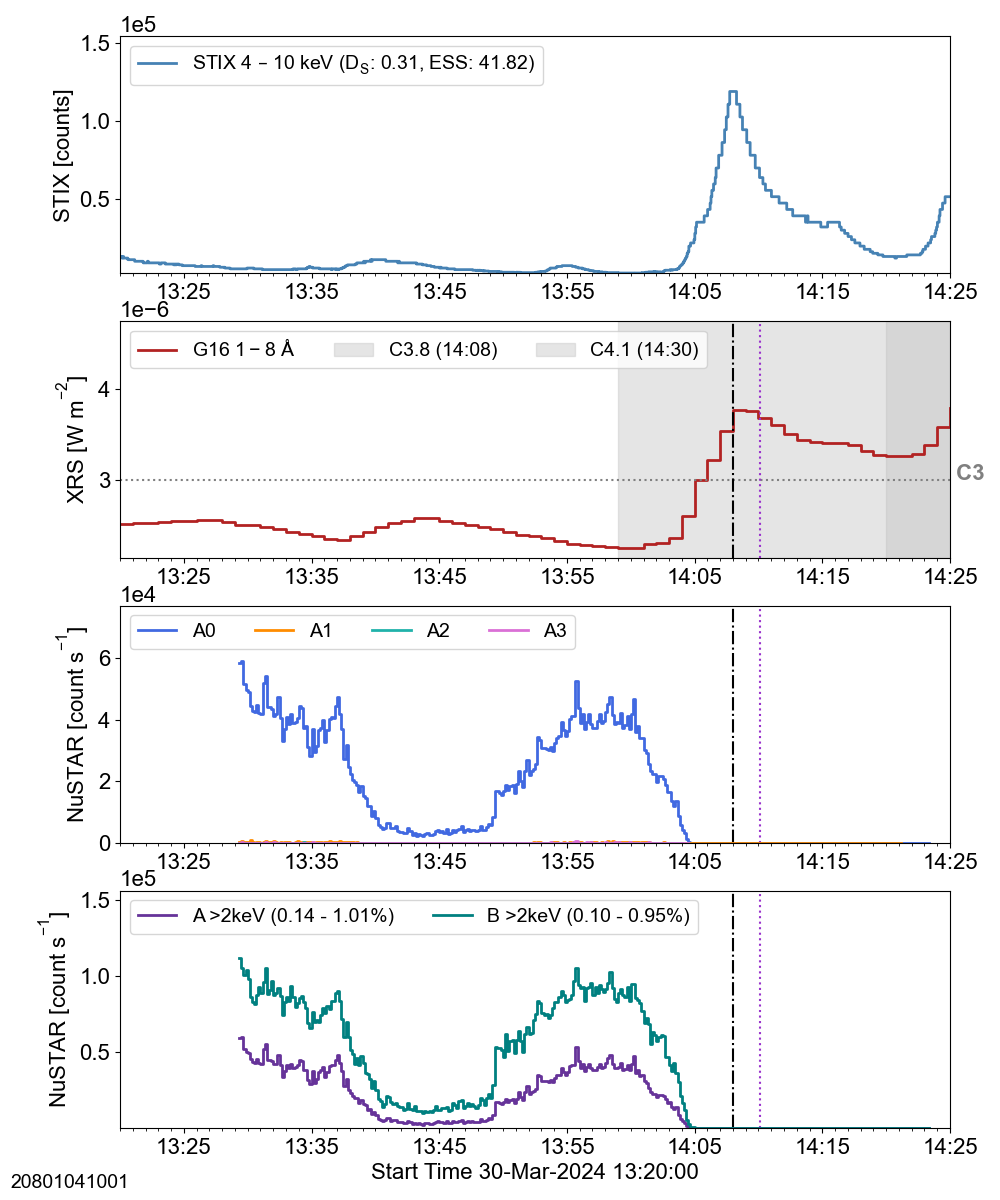 1e5
STIX 4 – 10 keV (DS: 0.31, ESS: 41.82)
STIX [counts]
1.5
1.0
0.5
13:25 13:35 13:45 13:55 14:05 14:15 14:25
1e−6
G16 1 − 8 Å C3.8 (14:08) C4.1 (14:30)
XRS [W m−2]
4
3
C3
13:25 13:35 13:45 13:55 14:05 14:15 14:25
1e4
A0 A1 A2 A3
NuSTAR [count s−1]
6
4
2
0
13:25 13:35 13:45 13:55 14:05 14:15 14:25
1e5
A >2keV (0.14 - 1.01%) B >2keV (0.10 - 0.95%)
NuSTAR [count s−1]
1.5
1.0
0.5
13:25 13:35 13:45 13:55 14:05 14:15 14:25
Start Time 30-Mar-2024 13:20:00
20801041001